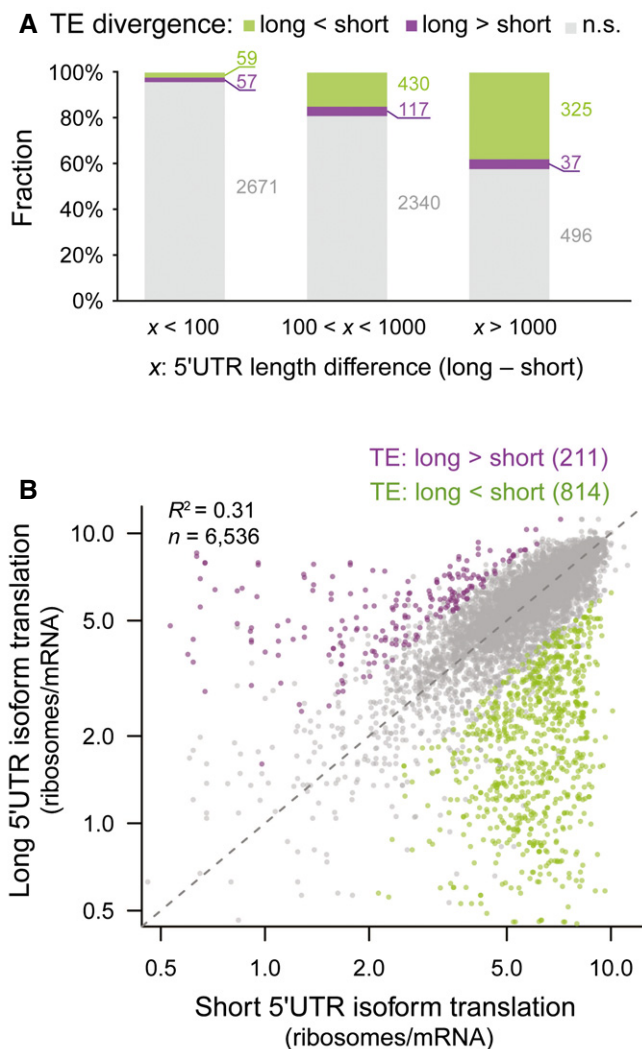 A TE divergence: long < short long > short n.s.
100%
80%
60%
40%
20%
0%
Fraction
59
57
2671
430
117
2340
325
37
496
x < 100 100 < x < 1000 x > 1000
x: 5'UTR length difference (long – short)
B
TE: long > short (211)
TE: long < short (814)
R² = 0.31
n = 6,536
Long 5'UTR isoform translation
(ribosomes/mRNA)
10.0
5.0
2.0
1.0
0.5
0.5 1.0 2.0 5.0 10.0
Short 5'UTR isoform translation
(ribosomes/mRNA)